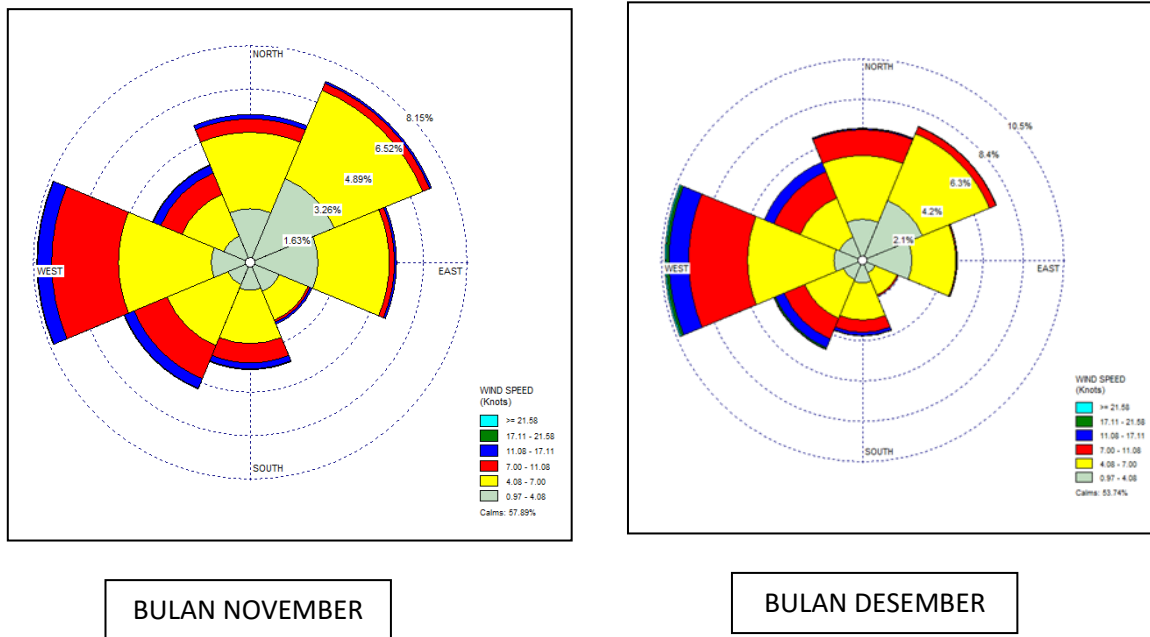 NORTH
8.15%
6.52%
4.89%
3.26%
1.63%
WEST
EAST
SOUTH
WIND SPEED
(Knots)
>= 21.58
17.11 - 21.58
11.08 - 17.11
7.00 - 11.08
4.08 - 7.00
0.97 - 4.08
Calms: 57.89%
BULAN NOVEMBER
NORTH
10.5%
8.4%
6.3%
4.2%
2.1%
WEST
EAST
SOUTH
WIND SPEED
(Knots)
>= 21.58
17.11 - 21.58
11.08 - 17.11
7.00 - 11.08
4.08 - 7.00
0.97 - 4.08
Calms: 53.74%
BULAN DESEMBER